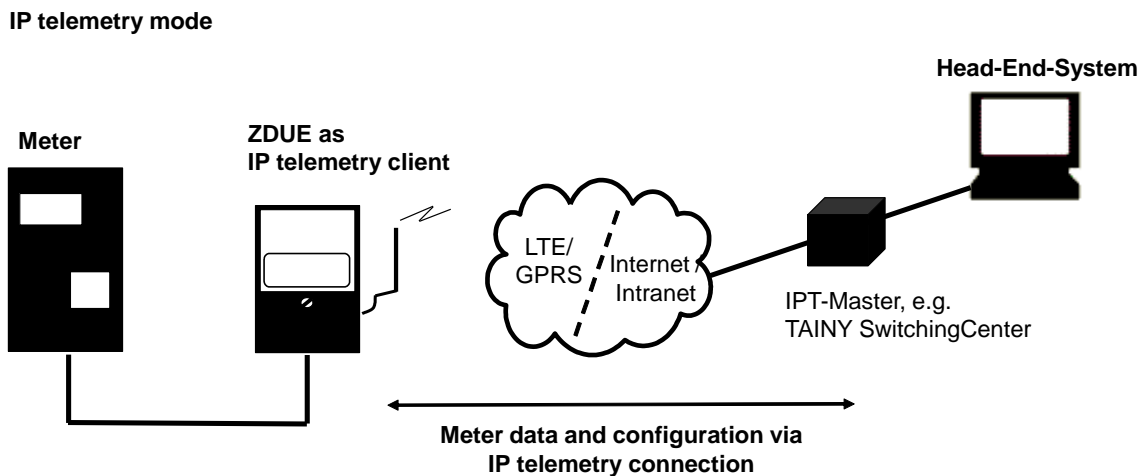 IP telemetry mode
Head-End-System
Meter
ZDUE as
IP telemetry client
LTE/
GPRS
Internet /
Intranet
IPT-Master, e.g.
TAINY SwitchingCenter
Meter data and configuration via
IP telemetry connection